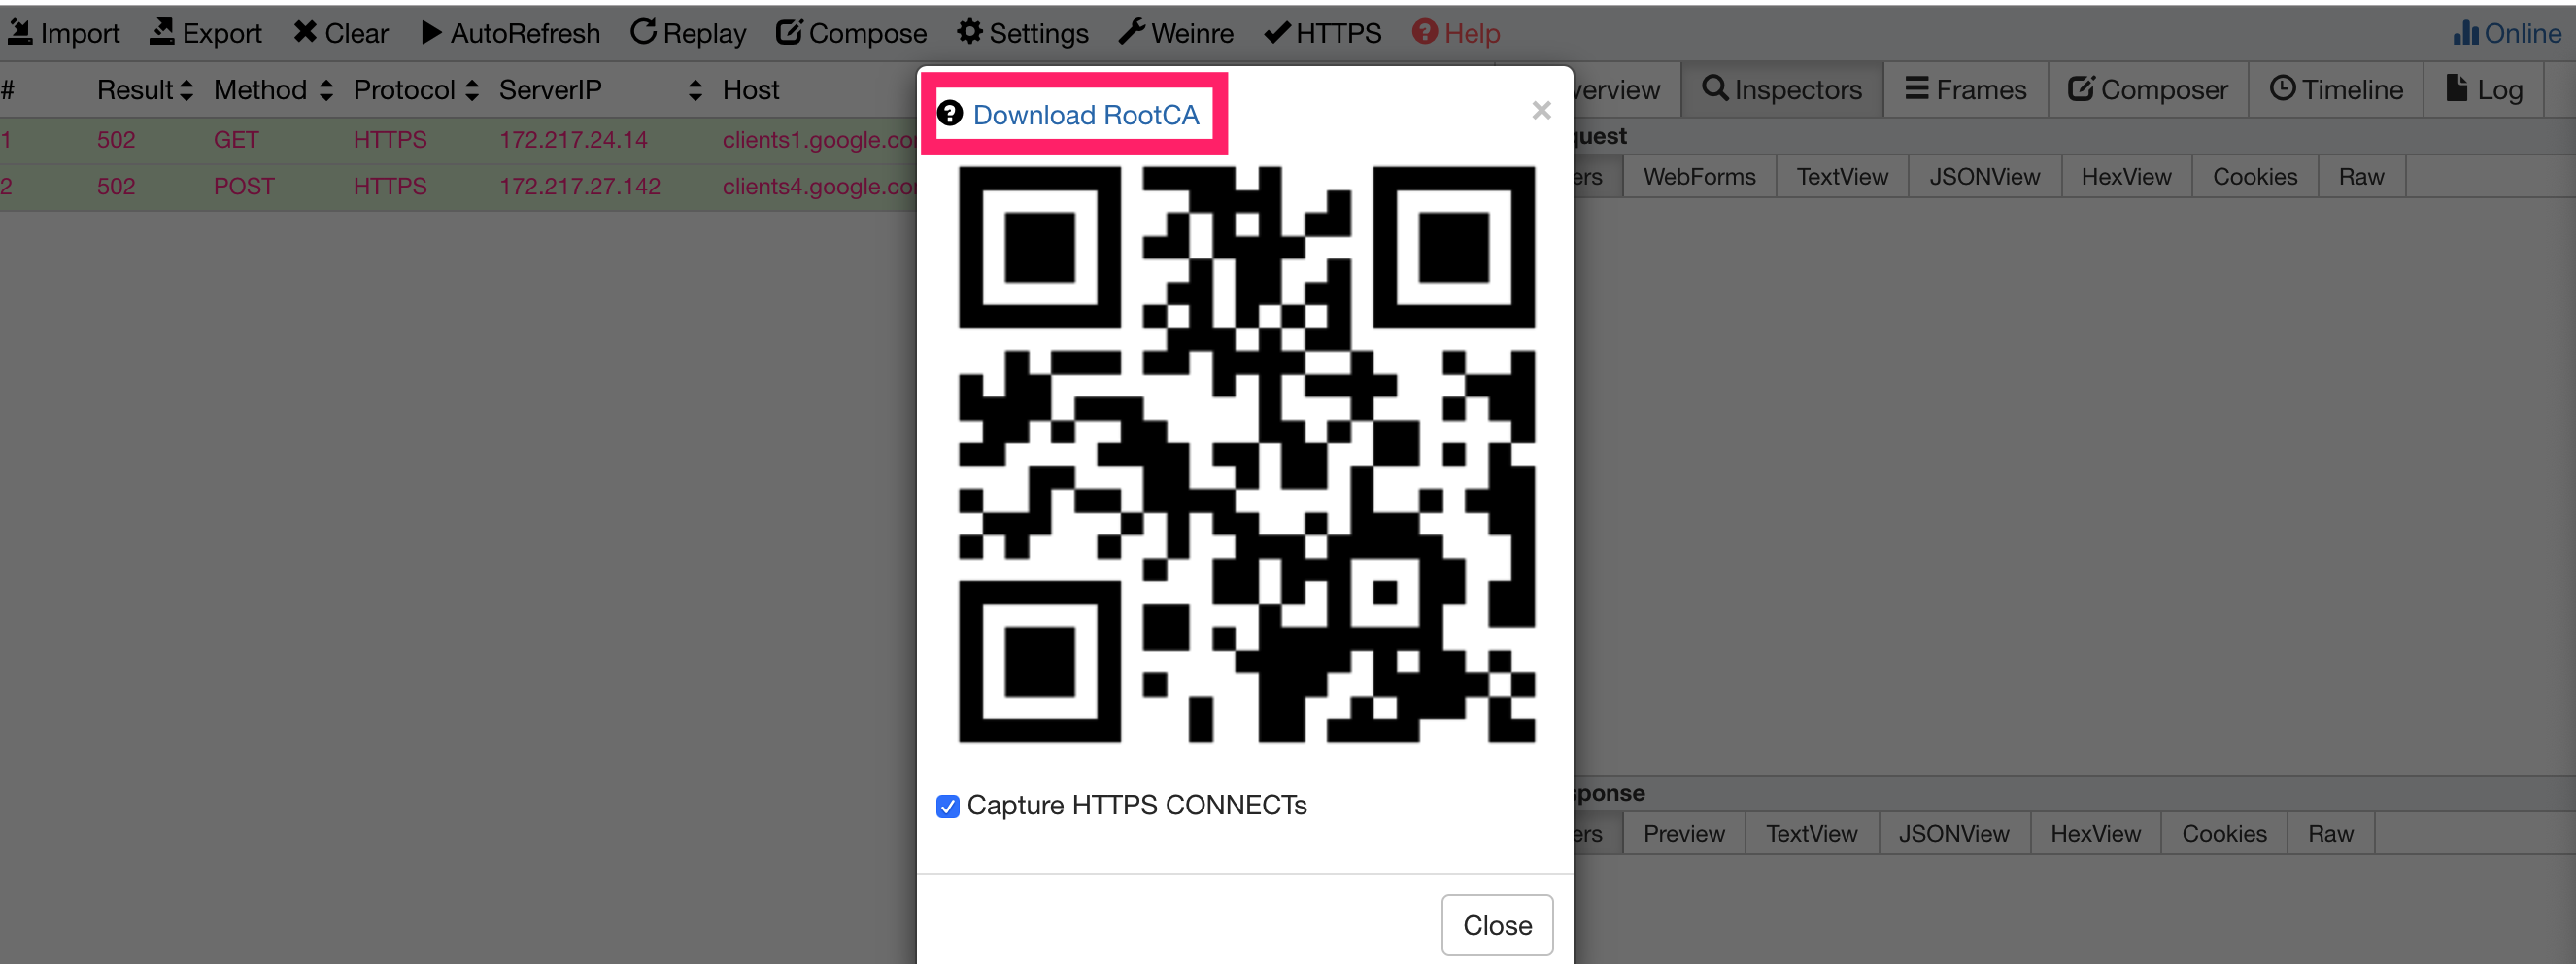 Import Export Clear AutoRefresh Replay Compose Settings Weinre HTTPS Help Online
# Result Method Protocol ServerIP Host
1 502 GET HTTPS 172.217.24.14 clients1.google.co
2 502 POST HTTPS 172.217.27.142 clients4.google.co
Download RootCA
×
Capture HTTPS CONNECTs
Close
verview Inspectors Frames Composer Timeline Log
quest
ers WebForms TextView JSONView HexView Cookies Raw
sponse
ers Preview TextView JSONView HexView Cookies Raw